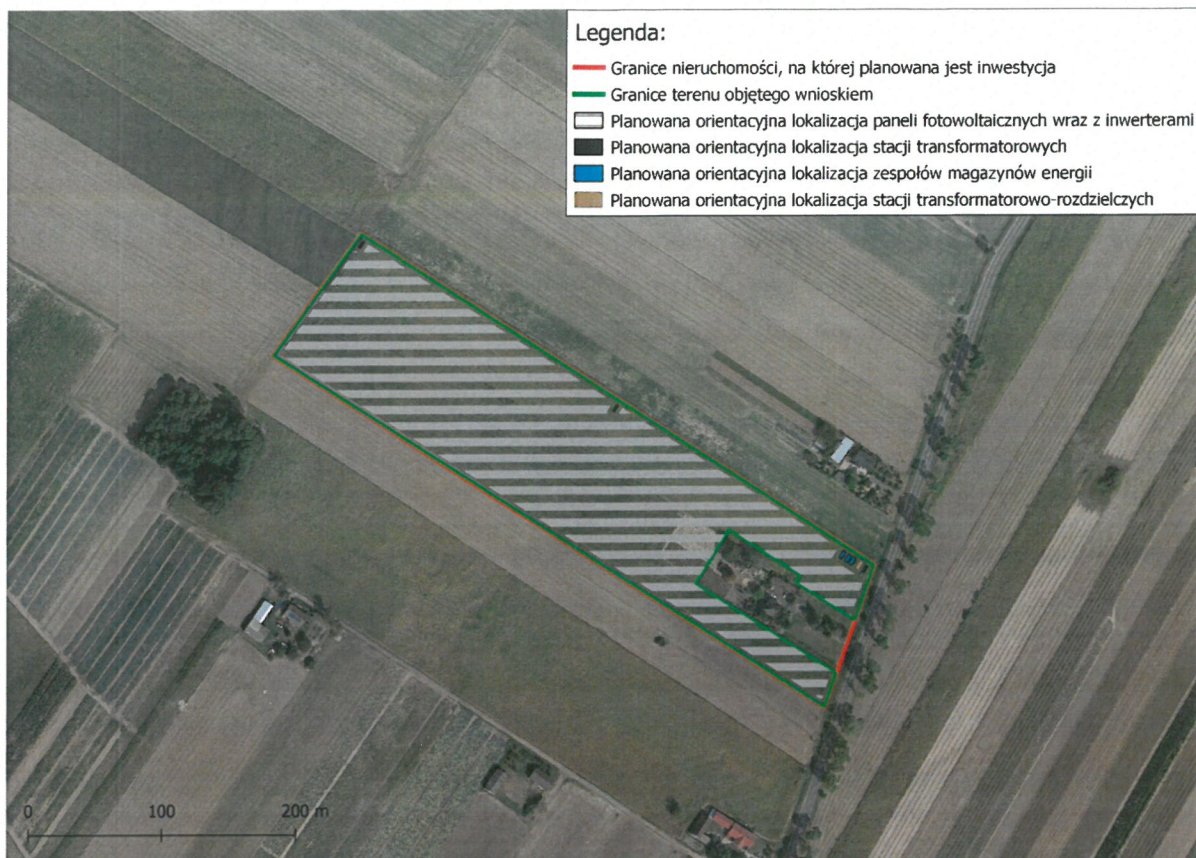 Legenda:
Granice nieruchomości, na której planowana jest inwestycja
Granice terenu objętego wnioskiem
Planowana orientacyjna lokalizacja paneli fotowoltaicznych wraz z inwerterami
Planowana orientacyjna lokalizacja stacji transformatorowych
Planowana orientacyjna lokalizacja zespołów magazynów energii
Planowana orientacyjna lokalizacja stacji transformatorowo-rozdzielczych
0 100 200 m